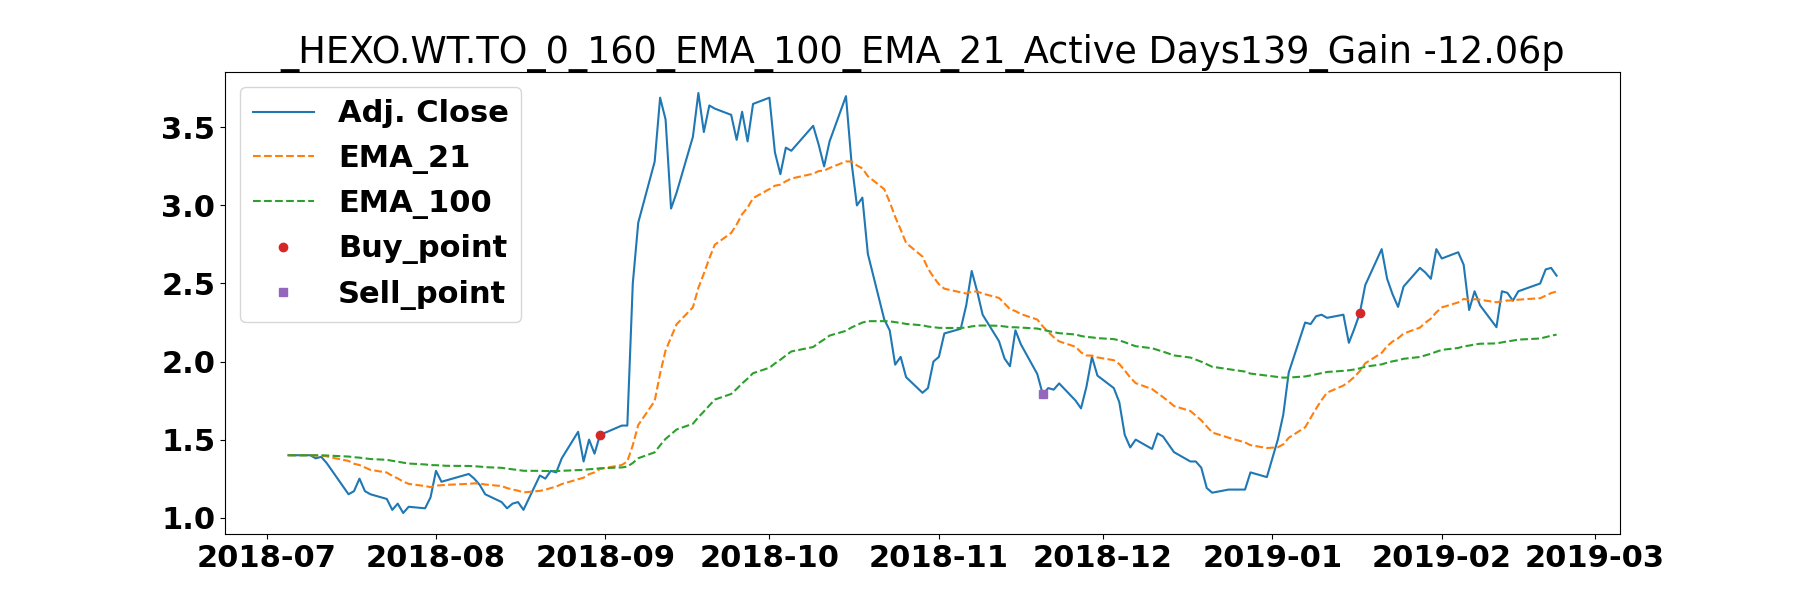 _HEXO.WT.TO_0_160_EMA_100_EMA_21_Active Days139_Gain -12.06p
Adj. Close
EMA_21
EMA_100
Buy_point
Sell_point
3.5
3.0
2.5
2.0
1.5
1.0
2018-07 2018-08 2018-09 2018-10 2018-11 2018-12 2019-01 2019-02 2019-03